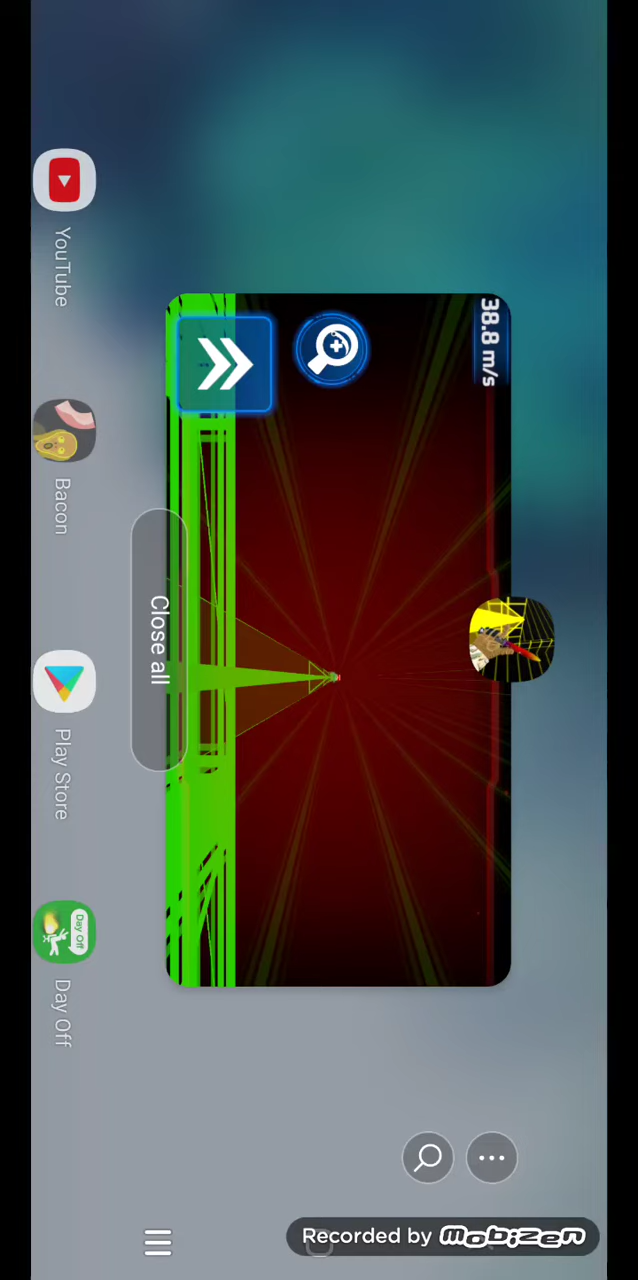 38.8 m/s
Close all
YouTube
Bacon
Play Store
Day Off
Day Off
Recorded by mobizen